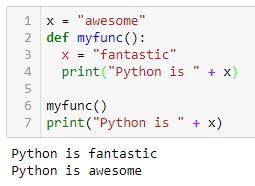 1 x = "awesome"
2 def myfunc():
3   x = "fantastic"
4   print("Python is " + x)
5
6 myfunc()
7 print("Python is " + x)
Python is fantastic
Python is awesome